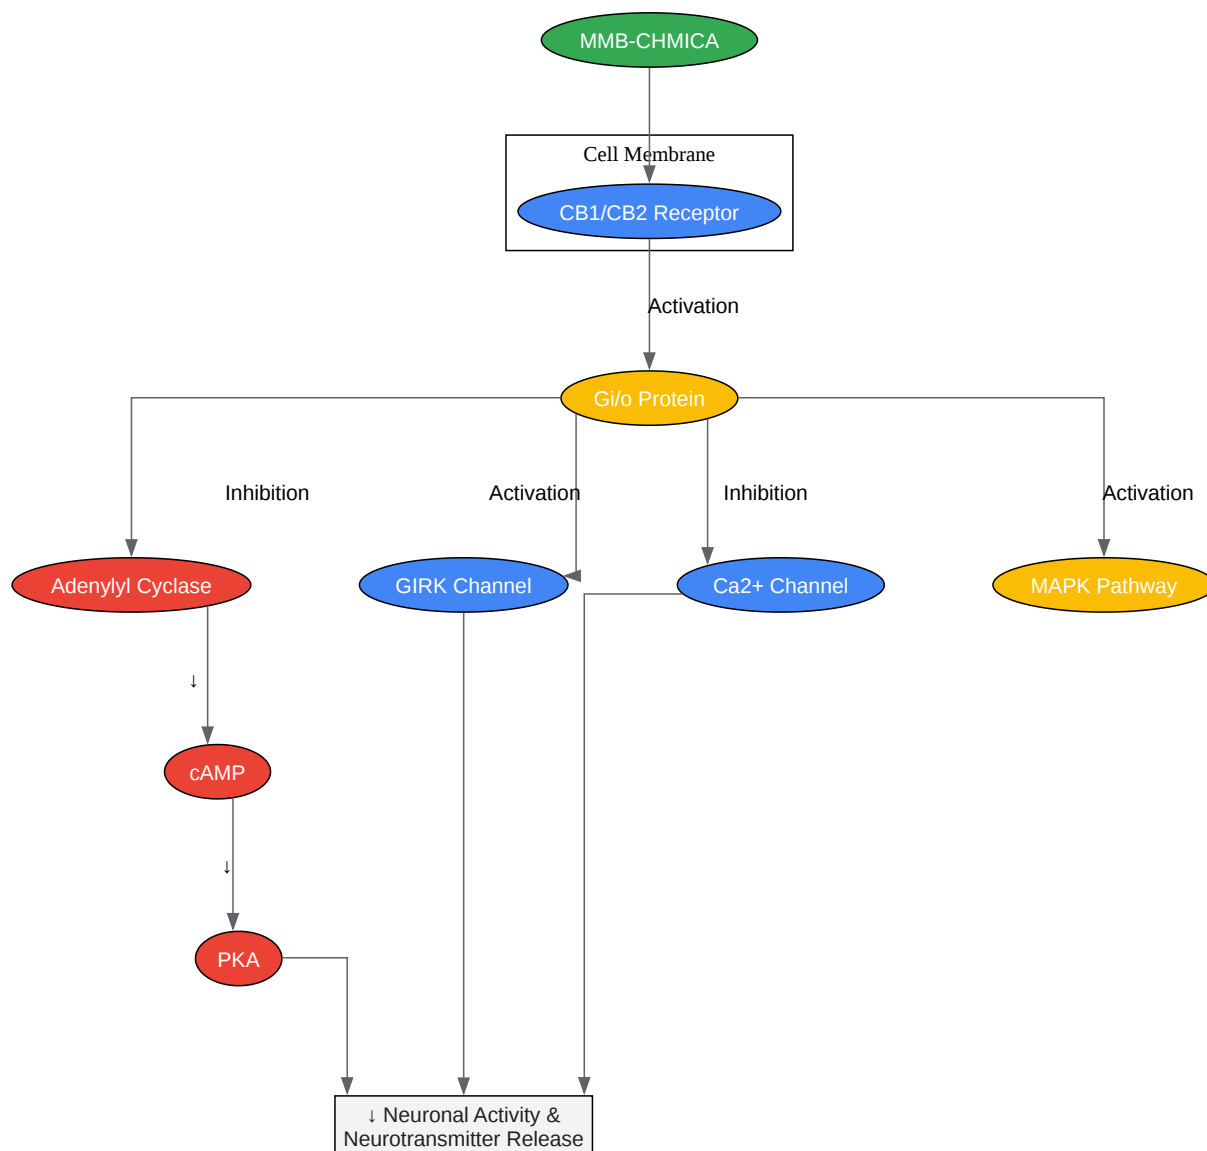 MMB-CHMICA
Cell Membrane
CB1/CB2 Receptor
Activation
Gi/o Protein
Inhibition
Activation
Inhibition
Activation
Adenylyl Cyclase
GIRK Channel
Ca2+ Channel
MAPK Pathway
↓
cAMP
↓
PKA
↓ Neuronal Activity &
Neurotransmitter Release